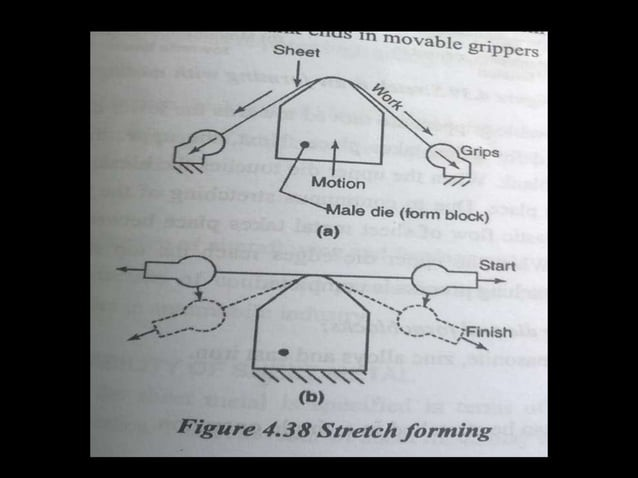 ends in movable grippers
Sheet
Work
Grips
Motion
Male die (form block)
(a)
Start
Finish
(b)
Figure 4.38 Stretch forming